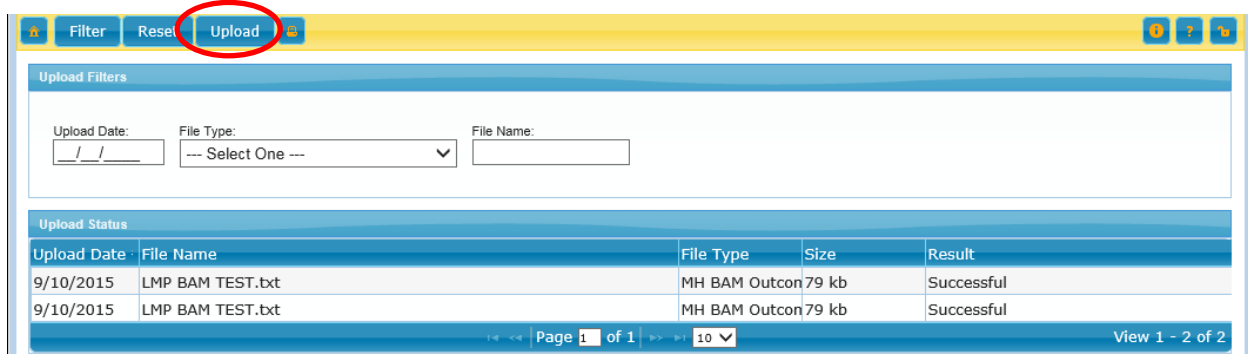 Filter Reset Upload ?
Upload Filters
Upload Date: File Type: File Name:
__/__/____ --- Select One ---
Upload Status
Upload Date File Name File Type Size Result
9/10/2015 LMP BAM TEST.txt MH BAM Outcon 79 kb Successful
9/10/2015 LMP BAM TEST.txt MH BAM Outcon 79 kb Successful
Page 1 of 1 10 View 1 - 2 of 2